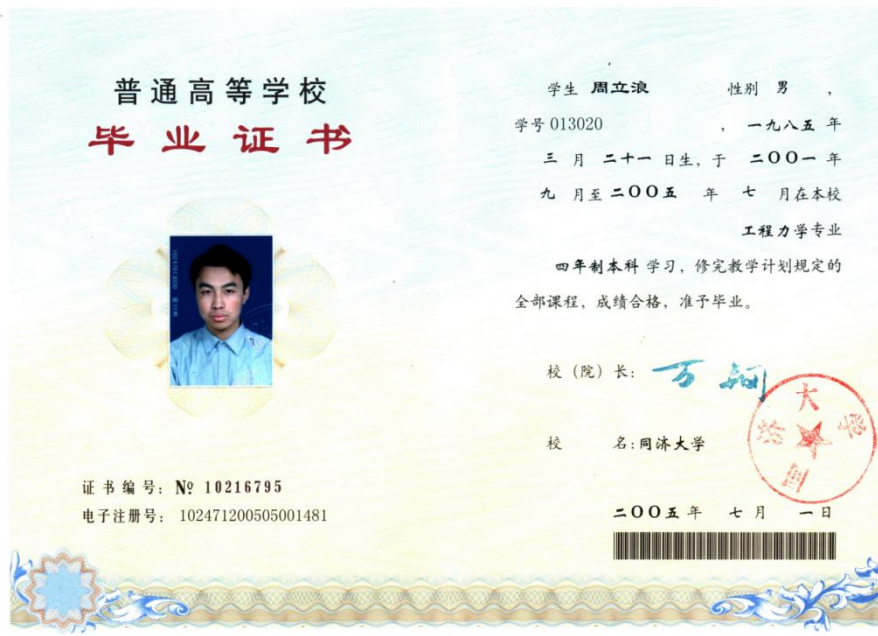 普通高等学校
毕业证书
证书编号: № 10216795
电子注册号: 102471200505001481
学生 周立浪 性别 男 ,
学号 013020 , 一九八五 年
三 月 二十一 日生, 于 二〇〇一 年
九 月至 二〇〇五 年 七 月在本校
工程力学专业
四年制本科 学习, 修完教学计划规定的
全部课程, 成绩合格, 准予毕业。
校 (院) 长: 万钢
校 名: 同济大学
同济大学
二〇〇五 年 七 月 一 日